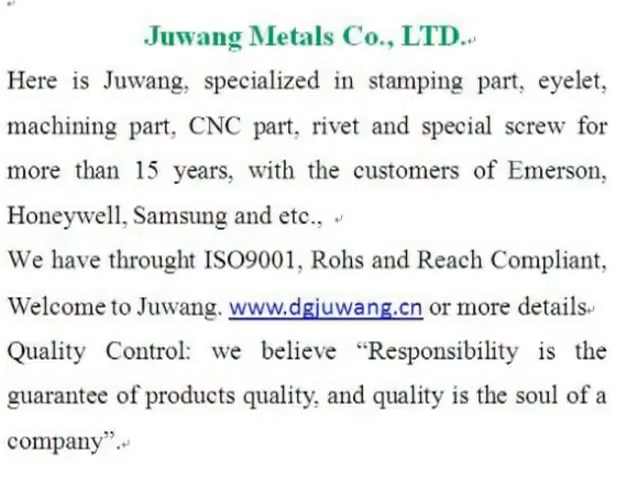 Juwang Metals Co., LTD.
Here is Juwang, specialized in stamping part, eyelet,
machining part, CNC part, rivet and special screw for
more than 15 years, with the customers of Emerson,
Honeywell, Samsung and etc.,
We have throught ISO9001, Rohs and Reach Compliant,
Welcome to Juwang. www.dgjuwang.cn or more details
Quality Control: we believe “Responsibility is the
guarantee of products quality, and quality is the soul of a
company”.